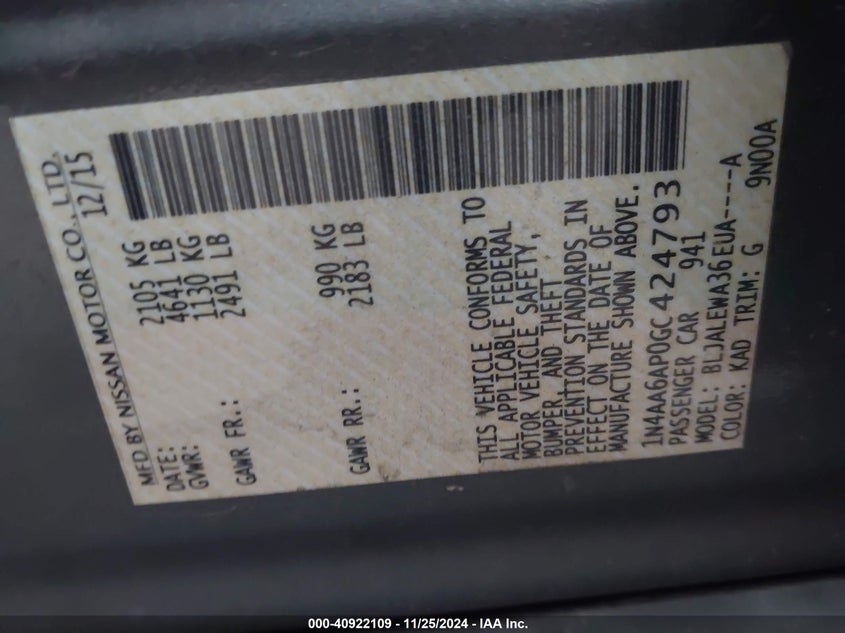 MFD BY NISSAN MOTOR CO., LTD.
DATE: 12/15
GVWR: 2105 KG
4641 LB
GAWR FR.: 1130 KG
2491 LB
GAWR RR.: 990 KG
2183 LB
THIS VEHICLE CONFORMS TO
ALL APPLICABLE FEDERAL
MOTOR VEHICLE SAFETY,
BUMPER, AND THEFT
PREVENTION STANDARDS IN
EFFECT ON THE DATE OF
MANUFACTURE SHOWN ABOVE.
1N4AA6AP0GC424793
PASSENGER CAR 941
MODEL: BLJALEWA36EUA----A
COLOR: KAD TRIM: G 9N00A
000-40922109 - 11/25/2024 - IAA Inc.